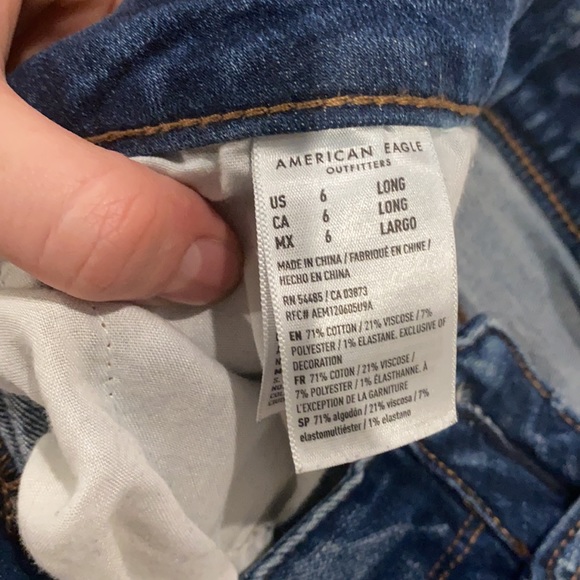 AMERICAN EAGLE
OUTFITTERS
US 6 LONG
CA 6 LONG
MX 6 LARGO
MADE IN CHINA / FABRIQUÉ EN CHINE /
HECHO EN CHINA
RN 54485 / CA 03873
RFC# AEM120605U9A
EN 71% COTTON / 21% VISCOSE / 7%
POLYESTER / 1% ELASTANE. EXCLUSIVE OF
DECORATION
FR 71% COTON / 21% VISCOSE /
7% POLYESTER / 1% ÉLASTHANNE. À
L'EXCEPTION DE LA GARNITURE
SP 71% algodón / 21% viscosa / 7%
elastomultiéster / 1% elastano